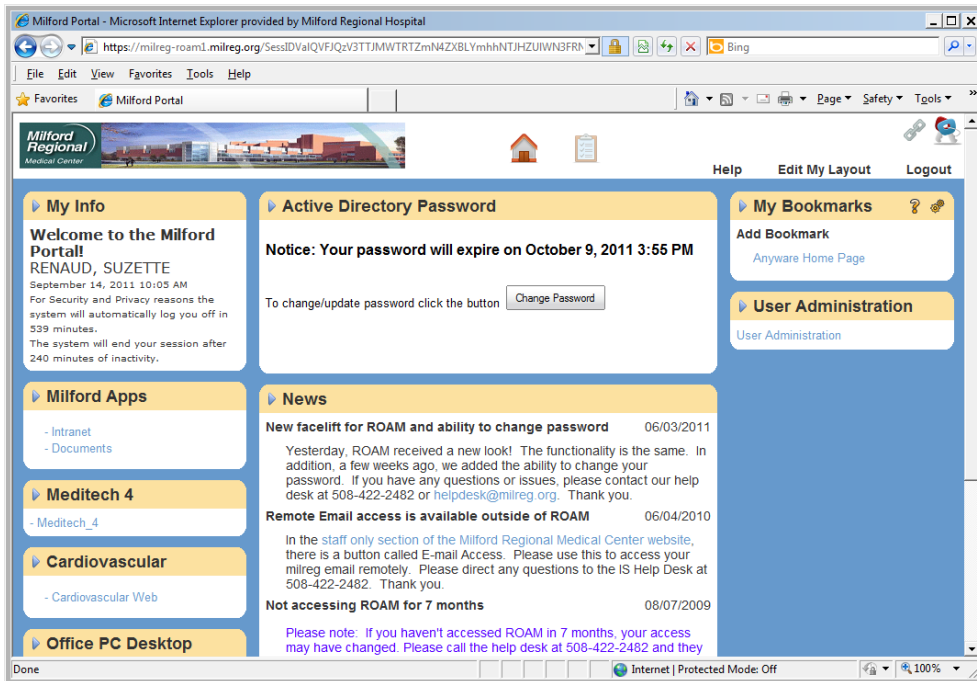 Milford Portal - Microsoft Internet Explorer provided by Milford Regional Hospital
https://milreg-roam1.milreg.org/
Bing
File Edit View Favorites Tools Help
Favorites Milford Portal Page Safety Tools
Milford
Regional
Medical Center
Help Edit My Layout Logout
My Info
Welcome to the Milford
Portal!
RENAUD, SUZETTE
September 14, 2011 10:05 AM
For Security and Privacy reasons the
system will automatically log you off in
539 minutes.
The system will end your session after
240 minutes of inactivity.
Milford Apps
- Intranet
- Documents
Meditech 4
- Meditech_4
Cardiovascular
- Cardiovascular Web
Office PC Desktop
Active Directory Password
Notice: Your password will expire on October 9, 2011 3:55 PM
To change/update password click the button Change Password
News
New facelift for ROAM and ability to change password 06/03/2011
Yesterday, ROAM received a new look! The functionality is the same. In
addition, a few weeks ago, we added the ability to change your
password. If you have any questions or issues, please contact our help
desk at 508-422-2482 or helpdesk@milreg.org. Thank you.
Remote Email access is available outside of ROAM 06/04/2010
In the staff only section of the Milford Regional Medical Center website,
there is a button called E-mail Access. Please use this to access your
milreg email remotely. Please direct any questions to the IS Help Desk at
508-422-2482. Thank you.
Not accessing ROAM for 7 months 08/07/2009
Please note: If you haven't accessed ROAM in 7 months, your access
may have changed. Please call the help desk at 508-422-2482 and they
My Bookmarks
Add Bookmark
Anyware Home Page
User Administration
User Administration
Done Internet | Protected Mode: Off 100%